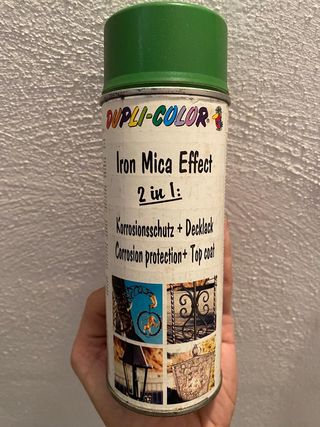 DUPLI-COLOR
Iron Mica Effect
2 in 1:
Korrosionsschutz + Decklack
Corrosion protection+ Top coat